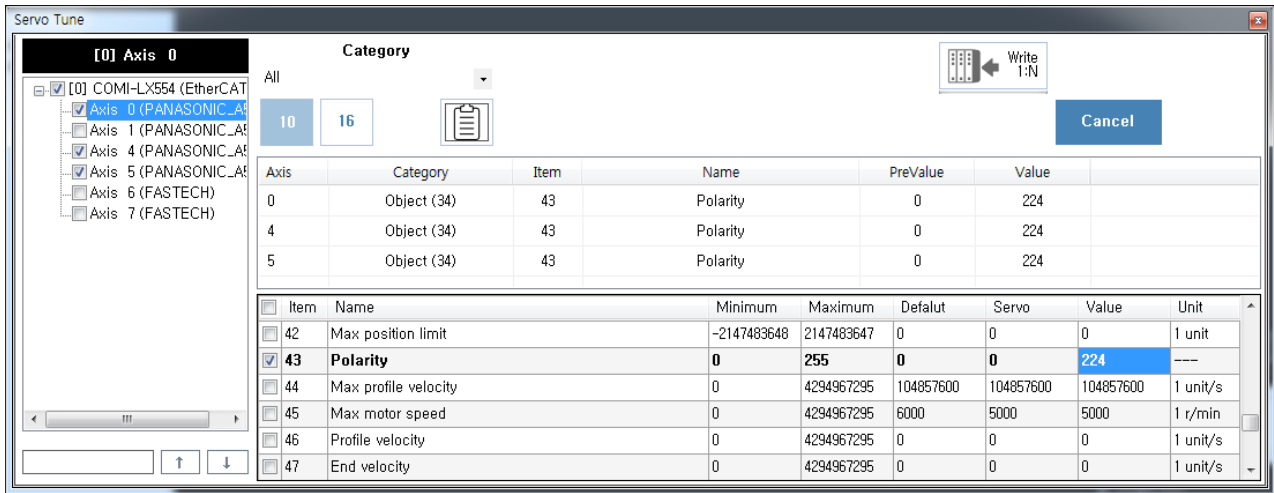 Servo Tune
[0] Axis 0
[0] COMI-LX554 (EtherCAT
Axis 0 (PANASONIC_A5
Axis 1 (PANASONIC_A5
Axis 4 (PANASONIC_A5
Axis 5 (PANASONIC_A5
Axis 6 (FASTECH)
Axis 7 (FASTECH)
Category
All
10 16
Write
1:N
Cancel
Axis Category Item Name PreValue Value
0 Object (34) 43 Polarity 0 224
4 Object (34) 43 Polarity 0 224
5 Object (34) 43 Polarity 0 224
Item Name Minimum Maximum Defalut Servo Value Unit
42 Max position limit -2147483648 2147483647 0 0 0 1 unit
43 Polarity 0 255 0 0 224 ---
44 Max profile velocity 0 4294967295 104857600 104857600 104857600 1 unit/s
45 Max motor speed 0 4294967295 6000 5000 5000 1 r/min
46 Profile velocity 0 4294967295 0 0 0 1 unit/s
47 End velocity 0 4294967295 0 0 0 1 unit/s